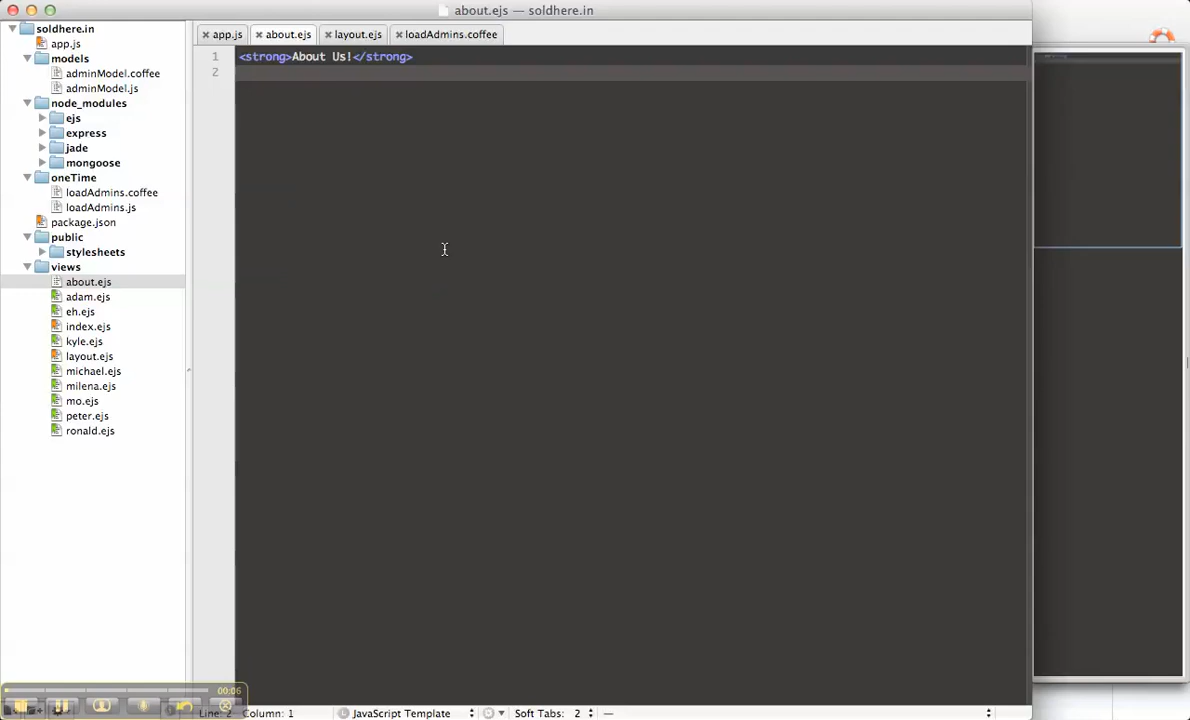 about.ejs — soldhere.in
soldhere.in
app.js
models
adminModel.coffee
adminModel.js
node_modules
ejs
express
jade
mongoose
oneTime
loadAdmins.coffee
loadAdmins.js
package.json
public
stylesheets
views
about.ejs
adam.ejs
eh.ejs
index.ejs
kyle.ejs
layout.ejs
michael.ejs
milena.ejs
mo.ejs
peter.ejs
ronald.ejs
app.js about.ejs layout.ejs loadAdmins.coffee
1 <strong>About Us!</strong>
2
00:06
Line: 2 Column: 1 JavaScript Template Soft Tabs: 2 —